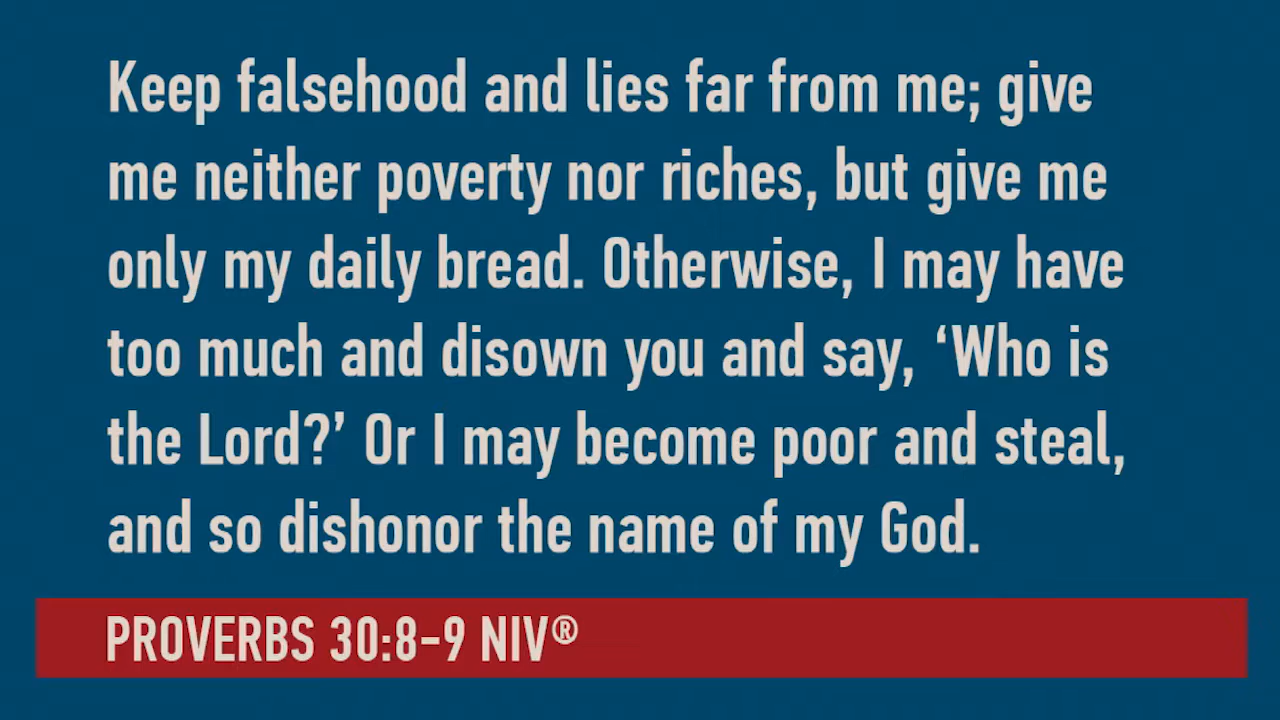 Keep falsehood and lies far from me; give
me neither poverty nor riches, but give me
only my daily bread. Otherwise, I may have
too much and disown you and say, ‘Who is
the Lord?’ Or I may become poor and steal,
and so dishonor the name of my God.
PROVERBS 30:8-9 NIV®